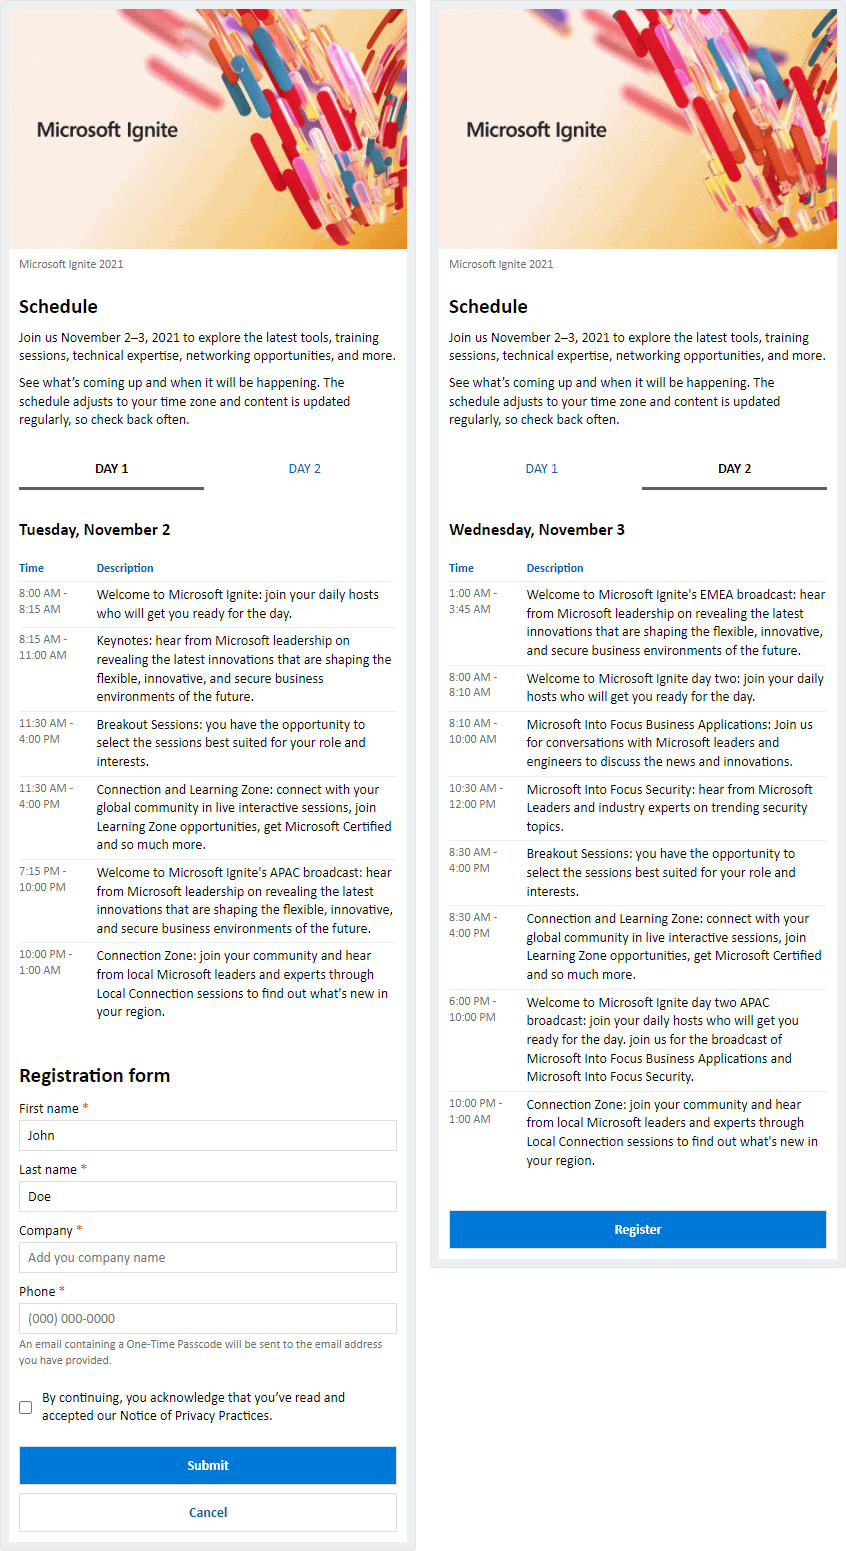 Microsoft Ignite
Microsoft Ignite 2021
Schedule
Join us November 2–3, 2021 to explore the latest tools, training
sessions, technical expertise, networking opportunities, and more.
See what's coming up and when it will be happening. The
schedule adjusts to your time zone and content is updated
regularly, so check back often.
DAY 1
DAY 2
Tuesday, November 2
Time Description
8:00 AM -
8:15 AM
Welcome to Microsoft Ignite: join your daily hosts
who will get you ready for the day.
8:15 AM -
11:00 AM
Keynotes: hear from Microsoft leadership on
revealing the latest innovations that are shaping the
flexible, innovative, and secure business
environments of the future.
11:30 AM -
4:00 PM
Breakout Sessions: you have the opportunity to
select the sessions best suited for your role and
interests.
11:30 AM -
4:00 PM
Connection and Learning Zone: connect with your
global community in live interactive sessions, join
Learning Zone opportunities, get Microsoft Certified
and so much more.
7:15 PM -
10:00 PM
Welcome to Microsoft Ignite's APAC broadcast: hear
from Microsoft leadership on revealing the latest
innovations that are shaping the flexible, innovative,
and secure business environments of the future.
10:00 PM -
1:00 AM
Connection Zone: join your community and hear
from local Microsoft leaders and experts through
Local Connection sessions to find out what's new in
your region.
Registration form
First name *
John
Last name *
Doe
Company *
Add you company name
Phone *
(000) 000-0000
An email containing a One-Time Passcode will be sent to the email address
you have provided.
By continuing, you acknowledge that you've read and
accepted our Notice of Privacy Practices.
Submit
Cancel
Microsoft Ignite
Microsoft Ignite 2021
Schedule
Join us November 2–3, 2021 to explore the latest tools, training
sessions, technical expertise, networking opportunities, and more.
See what's coming up and when it will be happening. The
schedule adjusts to your time zone and content is updated
regularly, so check back often.
DAY 1
DAY 2
Wednesday, November 3
Time Description
1:00 AM -
3:45 AM
Welcome to Microsoft Ignite's EMEA broadcast: hear
from Microsoft leadership on revealing the latest
innovations that are shaping the flexible, innovative,
and secure business environments of the future.
8:00 AM -
8:10 AM
Welcome to Microsoft Ignite day two: join your daily
hosts who will get you ready for the day.
8:10 AM -
10:00 AM
Microsoft Into Focus Business Applications: Join us
for conversations with Microsoft leaders and
engineers to discuss the news and innovations.
10:30 AM -
12:00 PM
Microsoft Into Focus Security: hear from Microsoft
Leaders and industry experts on trending security
topics.
8:30 AM -
4:00 PM
Breakout Sessions: you have the opportunity to
select the sessions best suited for your role and
interests.
8:30 AM -
4:00 PM
Connection and Learning Zone: connect with your
global community in live interactive sessions, join
Learning Zone opportunities, get Microsoft Certified
and so much more.
6:00 PM -
10:00 PM
Welcome to Microsoft Ignite day two APAC
broadcast: join your daily hosts who will get you
ready for the day. join us for the broadcast of
Microsoft Into Focus Business Applications and
Microsoft Into Focus Security.
10:00 PM -
1:00 AM
Connection Zone: join your community and hear
from local Microsoft leaders and experts through
Local Connection sessions to find out what's new in
your region.
Register